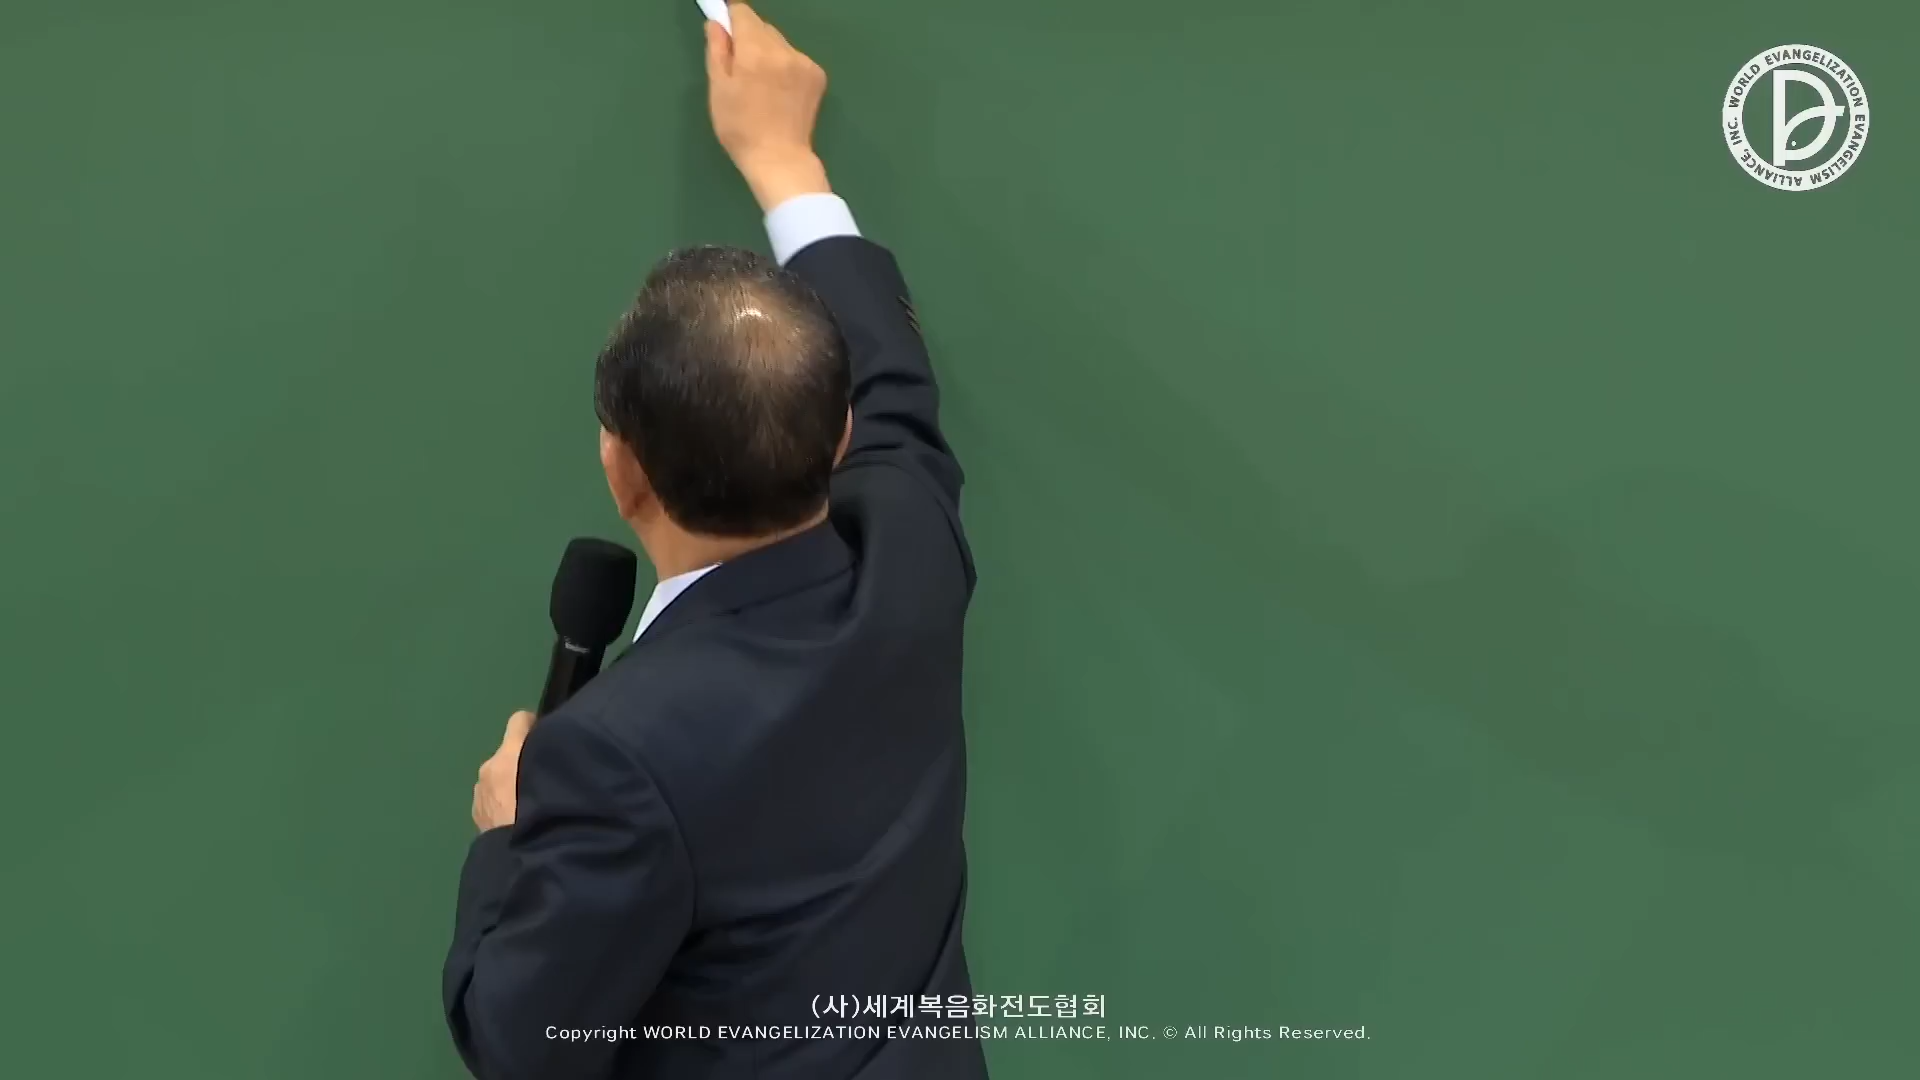 WORLD EVANGELIZATION EVANGELISM ALLIANCE, INC.
(사)세계복음화전도협회
Copyright WORLD EVANGELIZATION EVANGELISM ALLIANCE, INC. © All Rights Reserved.